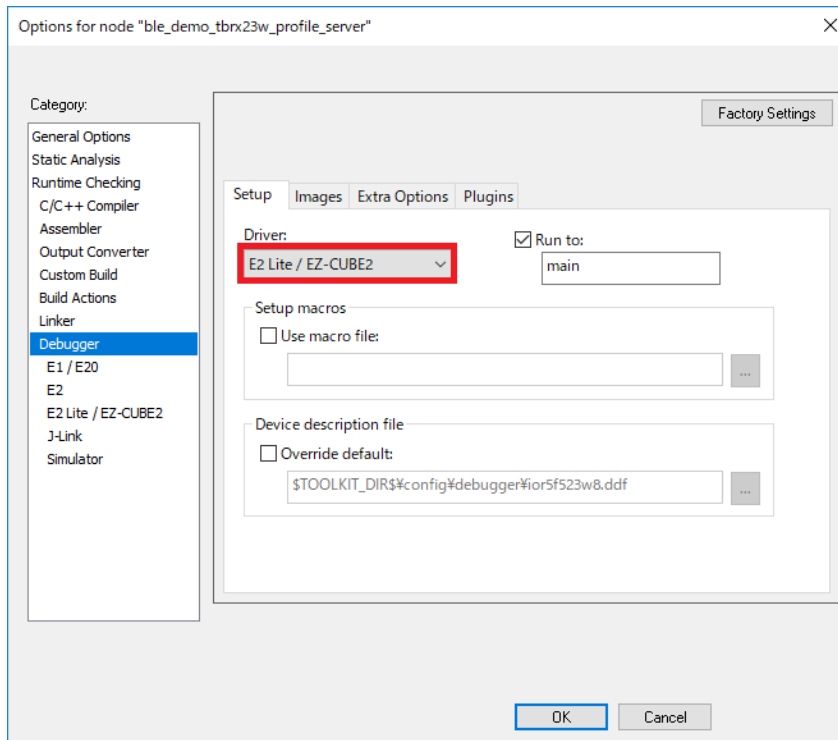 Options for node "ble_demo_tbrx23w_profile_server"
Category:
General Options
Static Analysis
Runtime Checking
C/C++ Compiler
Assembler
Output Converter
Custom Build
Build Actions
Linker
Debugger
E1 / E20
E2
E2 Lite / EZ-CUBE2
J-Link
Simulator
Factory Settings
Setup Images Extra Options Plugins
Driver:
E2 Lite / EZ-CUBE2
Run to:
main
Setup macros
Use macro file:
...
Device description file
Override default:
$TOOLKIT_DIR$¥config¥debugger¥ior5f523w8.ddf
...
OK Cancel